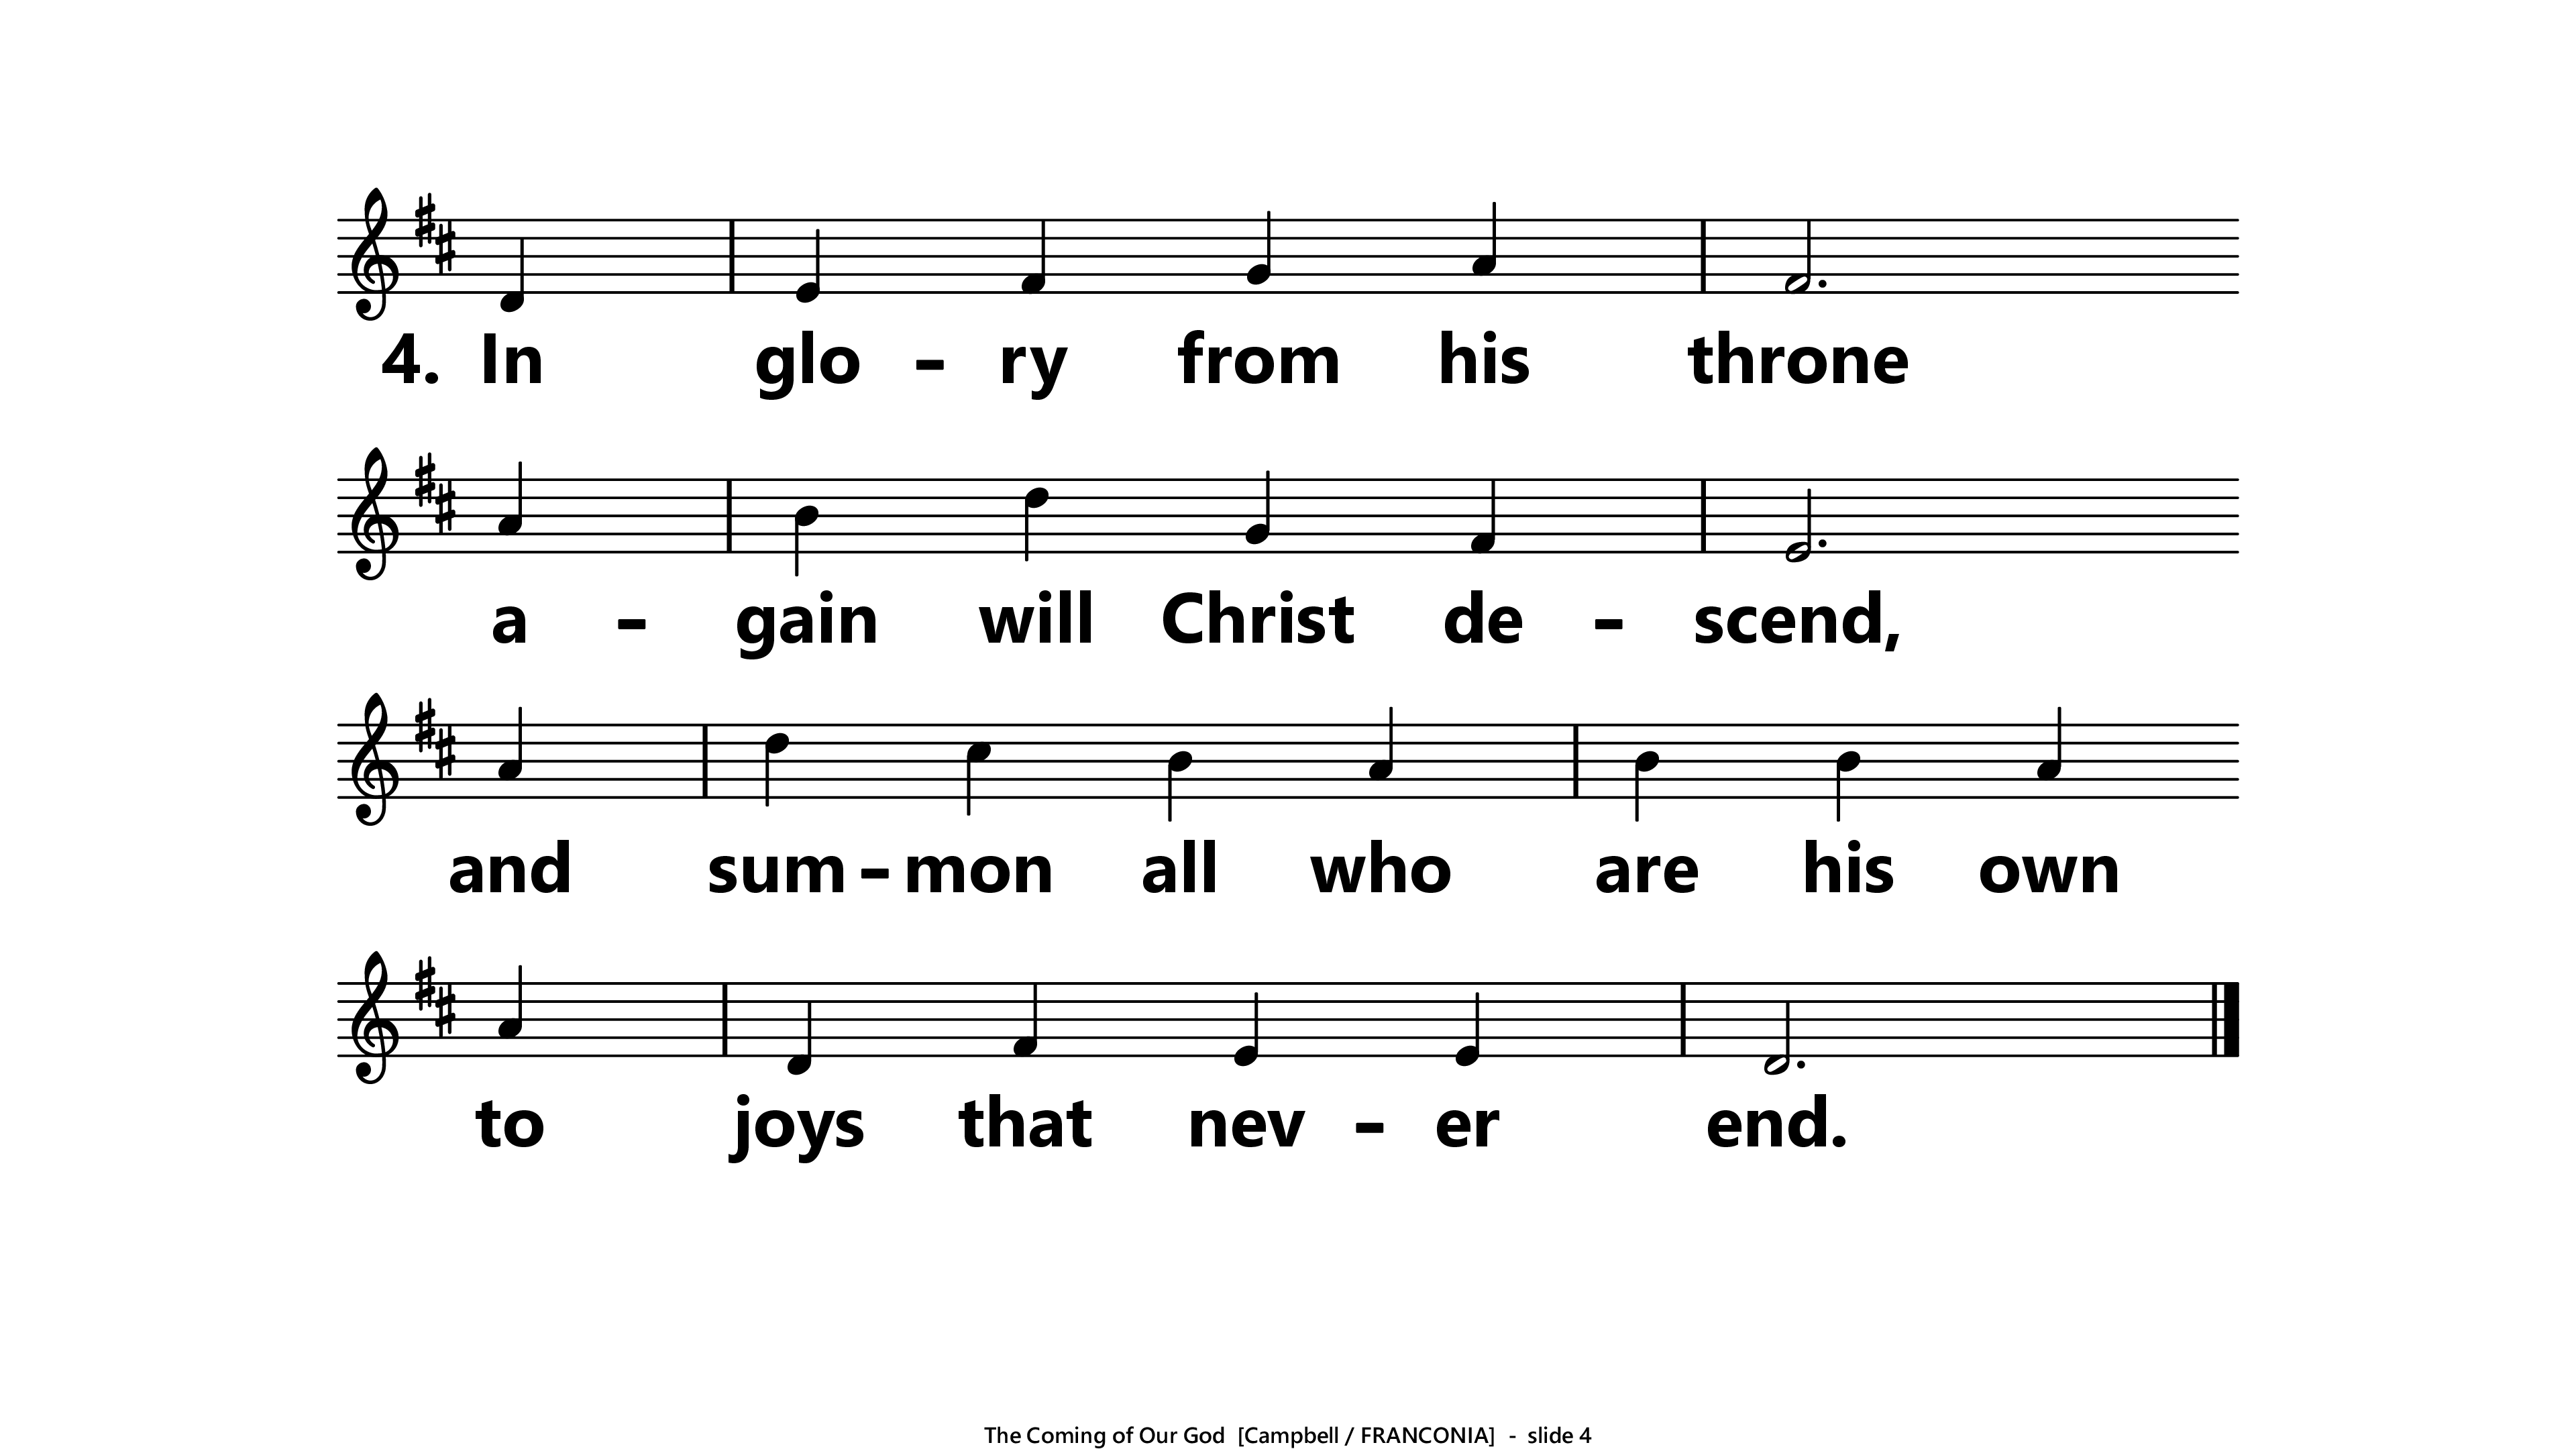 4. In glo - ry from his throne
a - gain will Christ de - scend,
and sum - mon all who are his own
to joys that nev - er end.
The Coming of Our God [Campbell / FRANCONIA] - slide 4